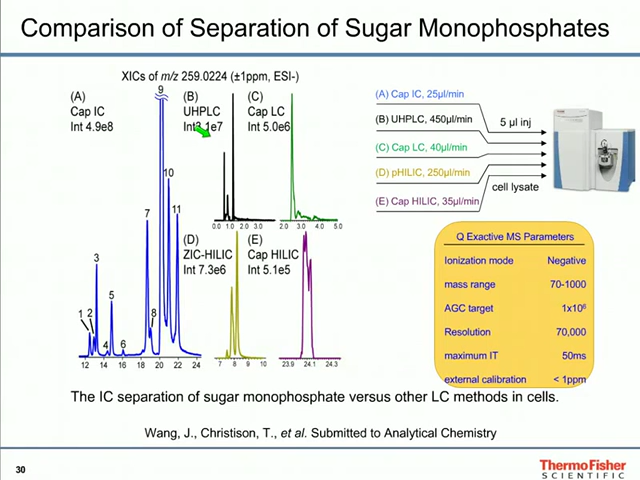 Comparison of Separation of Sugar Monophosphates
XICs of m/z 259.0224 (±1ppm, ESI-)
(A)
Cap IC
Int 4.9e8
(B)
UHPLC
Int3.1e7
(C)
Cap LC
Int 5.0e6
1 2 3 4 5 6 7 8 9 10 11
12 14 16 18 20 22 24
0.0 1.0 2.0 3.0
2.0 3.0 4.0 5.0
(D)
ZIC-HILIC
Int 7.3e6
(E)
Cap HILIC
Int 5.1e5
7 8 9 10
23.9 24.1 24.3
(A) Cap IC, 25µl/min
(B) UHPLC, 450µl/min
(C) Cap LC, 40µl/min
(D) pHILIC, 250µl/min
(E) Cap HILIC, 35µl/min
5 µl inj
cell lysate
Q Exactive MS Parameters
Ionization mode Negative
mass range 70-1000
AGC target 1x10⁶
Resolution 70,000
maximum IT 50ms
external calibration < 1ppm
The IC separation of sugar monophosphate versus other LC methods in cells.
Wang, J., Christison, T., et al. Submitted to Analytical Chemistry
30
ThermoFisher
SCIENTIFIC